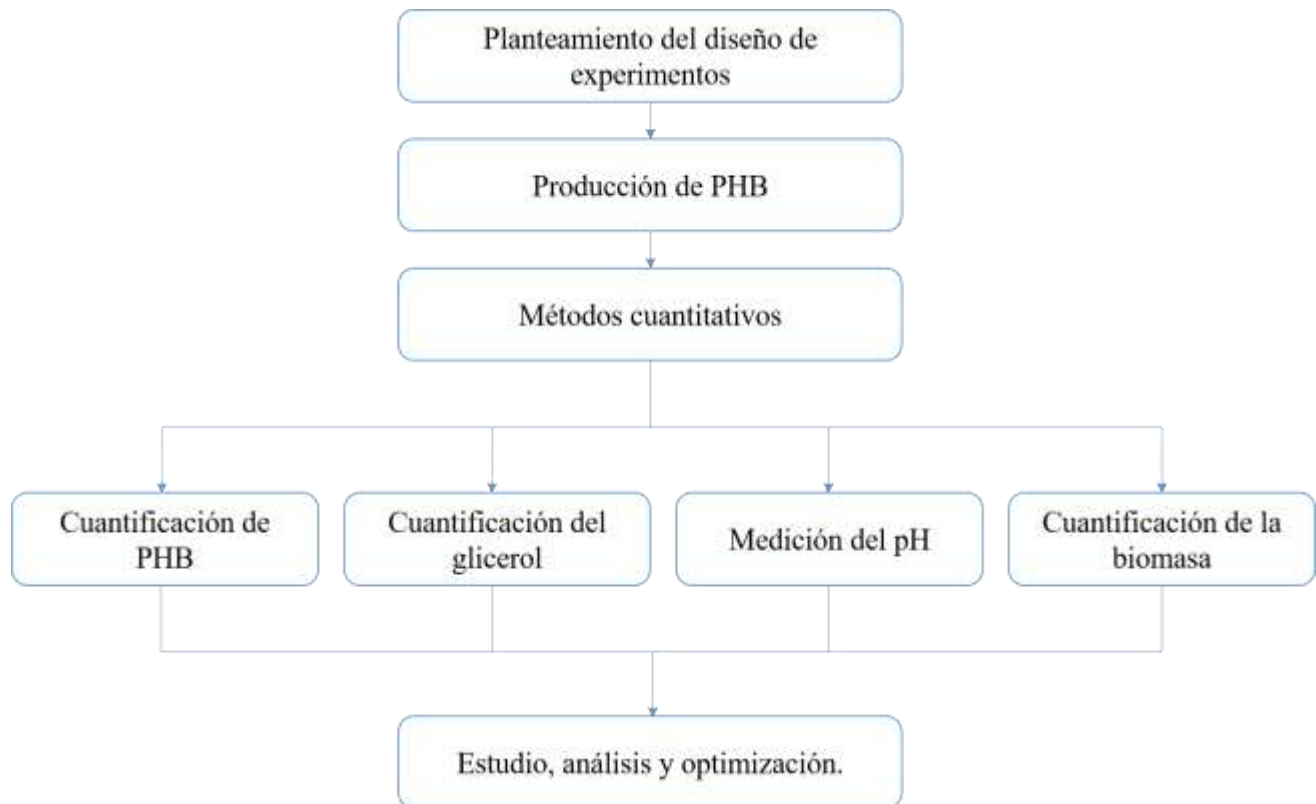 Planteamiento del diseño de
experimentos
Producción de PHB
Métodos cuantitativos
Cuantificación de
PHB
Cuantificación del
glicerol
Medición del pH
Cuantificación de la
biomasa
Estudio, análisis y optimización.